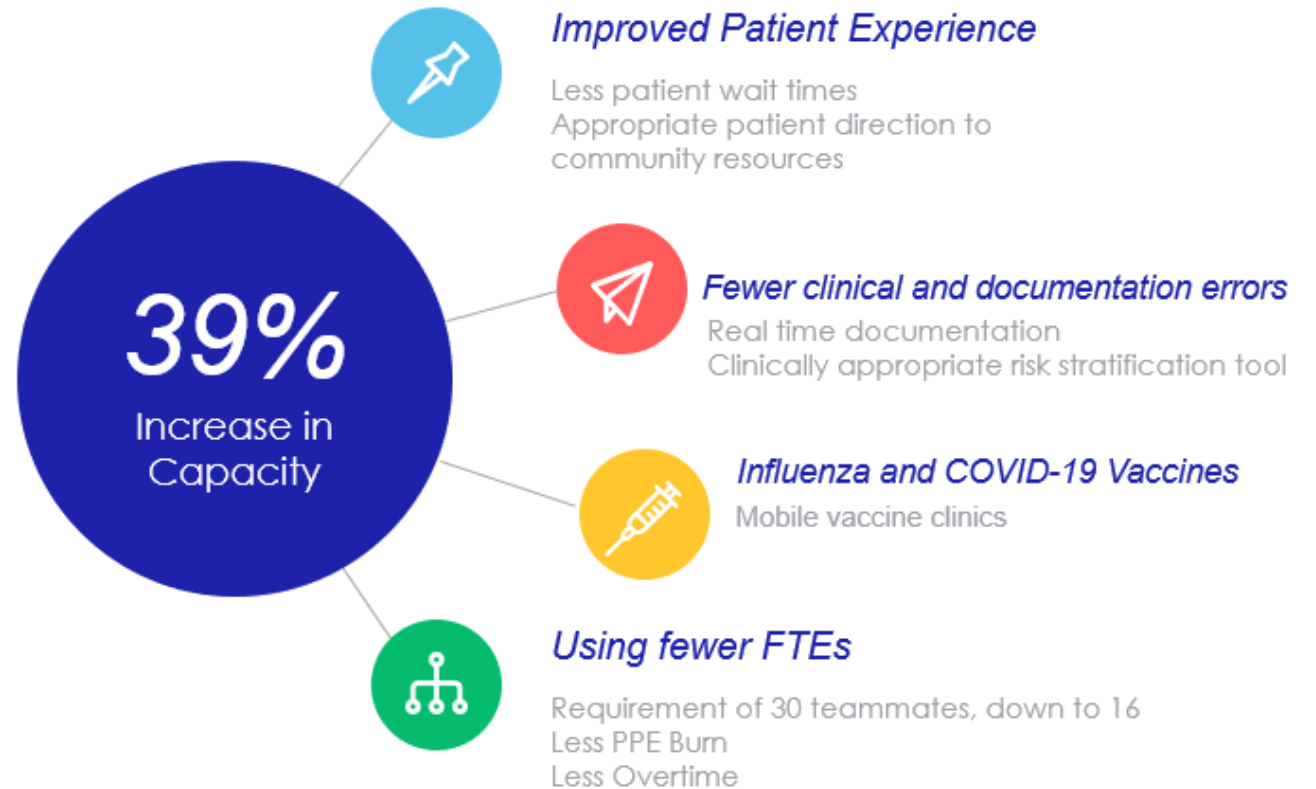 Improved Patient Experience
Less patient wait times
Appropriate patient direction to
community resources
39%
Increase in
Capacity
Fewer clinical and documentation errors
Real time documentation
Clinically appropriate risk stratification tool
Influenza and COVID-19 Vaccines
Mobile vaccine clinics
Using fewer FTEs
Requirement of 30 teammates, down to 16
Less PPE Burn
Less Overtime